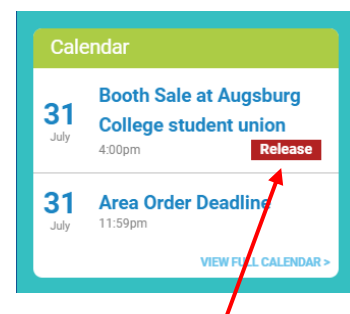 Calendar
31
July
Booth Sale at Augsburg
College student union
4:00pm
Release
31
July
Area Order Deadline
11:59pm
VIEW FULL CALENDAR >